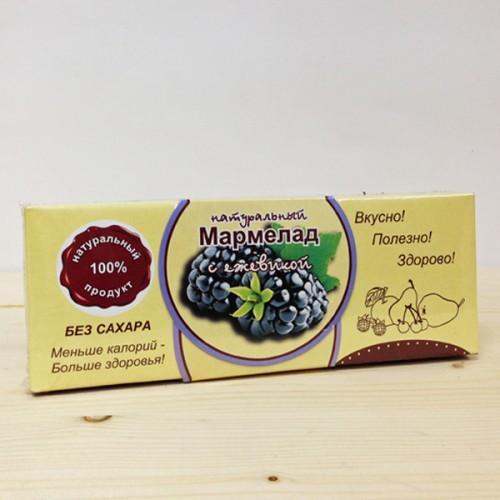 натуральный
100%
продукт
БЕЗ САХАРА
Меньше калорий -
Больше здоровья!
натуральный
Мармелад
с ежевикой
Вкусно!
Полезно!
Здорово!